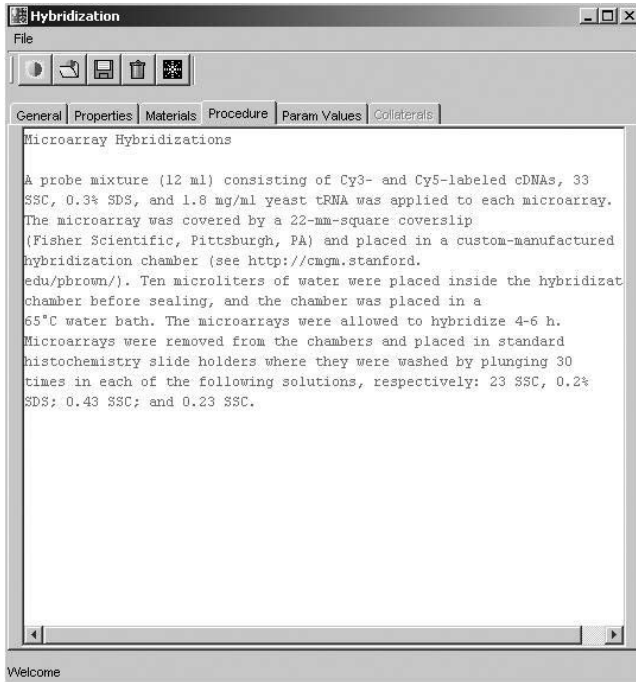 Hybridization
File
General Properties Materials Procedure Param Values Collaterals
Microarray Hybridizations
A probe mixture (12 ml) consisting of Cy3- and Cy5-labeled cDNAs, 33
SSC, 0.3% SDS, and 1.8 mg/ml yeast tRNA was applied to each microarray.
The microarray was covered by a 22-mm-square coverslip
(Fisher Scientific, Pittsburgh, PA) and placed in a custom-manufactured
hybridization chamber (see http://cmgm.stanford.
edu/pbrown/). Ten microliters of water were placed inside the hybridizat
chamber before sealing, and the chamber was placed in a
65°C water bath. The microarrays were allowed to hybridize 4-6 h.
Microarrays were removed from the chambers and placed in standard
histochemistry slide holders where they were washed by plunging 30
times in each of the following solutions, respectively: 23 SSC, 0.2%
SDS; 0.43 SSC; and 0.23 SSC.
Welcome